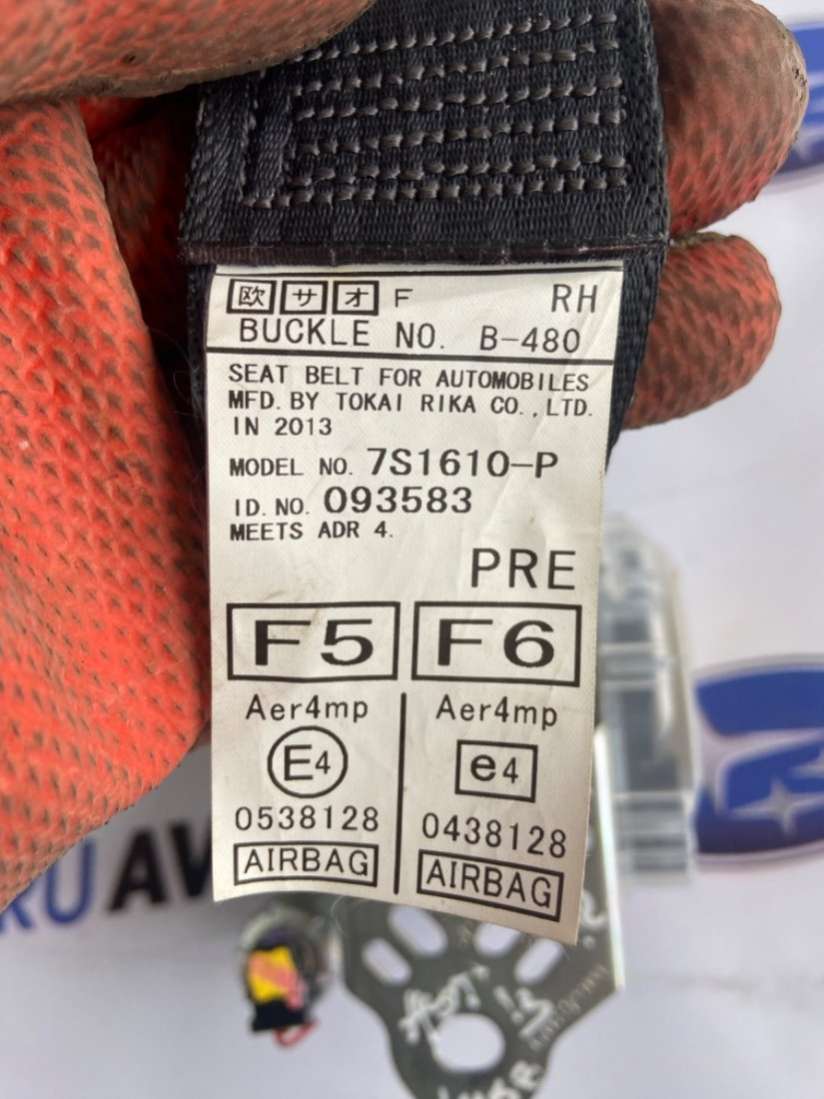 欧 サ オ F RH
BUCKLE NO. B-480
SEAT BELT FOR AUTOMOBILES
MFD. BY TOKAI RIKA CO., LTD.
IN 2013
MODEL NO. 7S1610-P
ID. NO. 093583
MEETS ADR 4.
PRE
F5 F6
Aer4mp Aer4mp
E4 e4
0538128 0438128
AIRBAG AIRBAG
RU AV